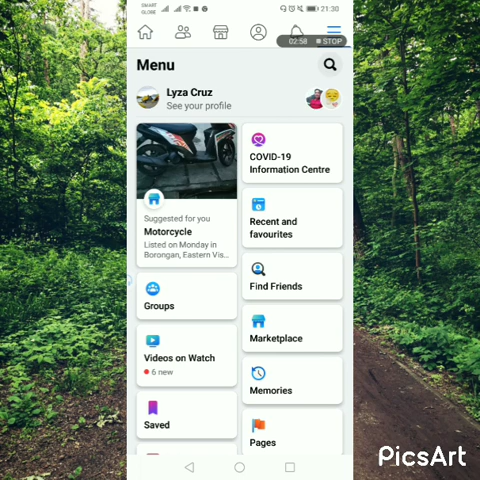 SMART
GLOBE
21:30
02:58 STOP
Menu
Lyza Cruz
See your profile
Suggested for you
Motorcycle
Listed on Monday in
Borongan, Eastern Vis...
Groups
Videos on Watch
6 new
Saved
COVID-19
Information Centre
Recent and
favourites
Find Friends
Marketplace
Memories
Pages
PicsArt